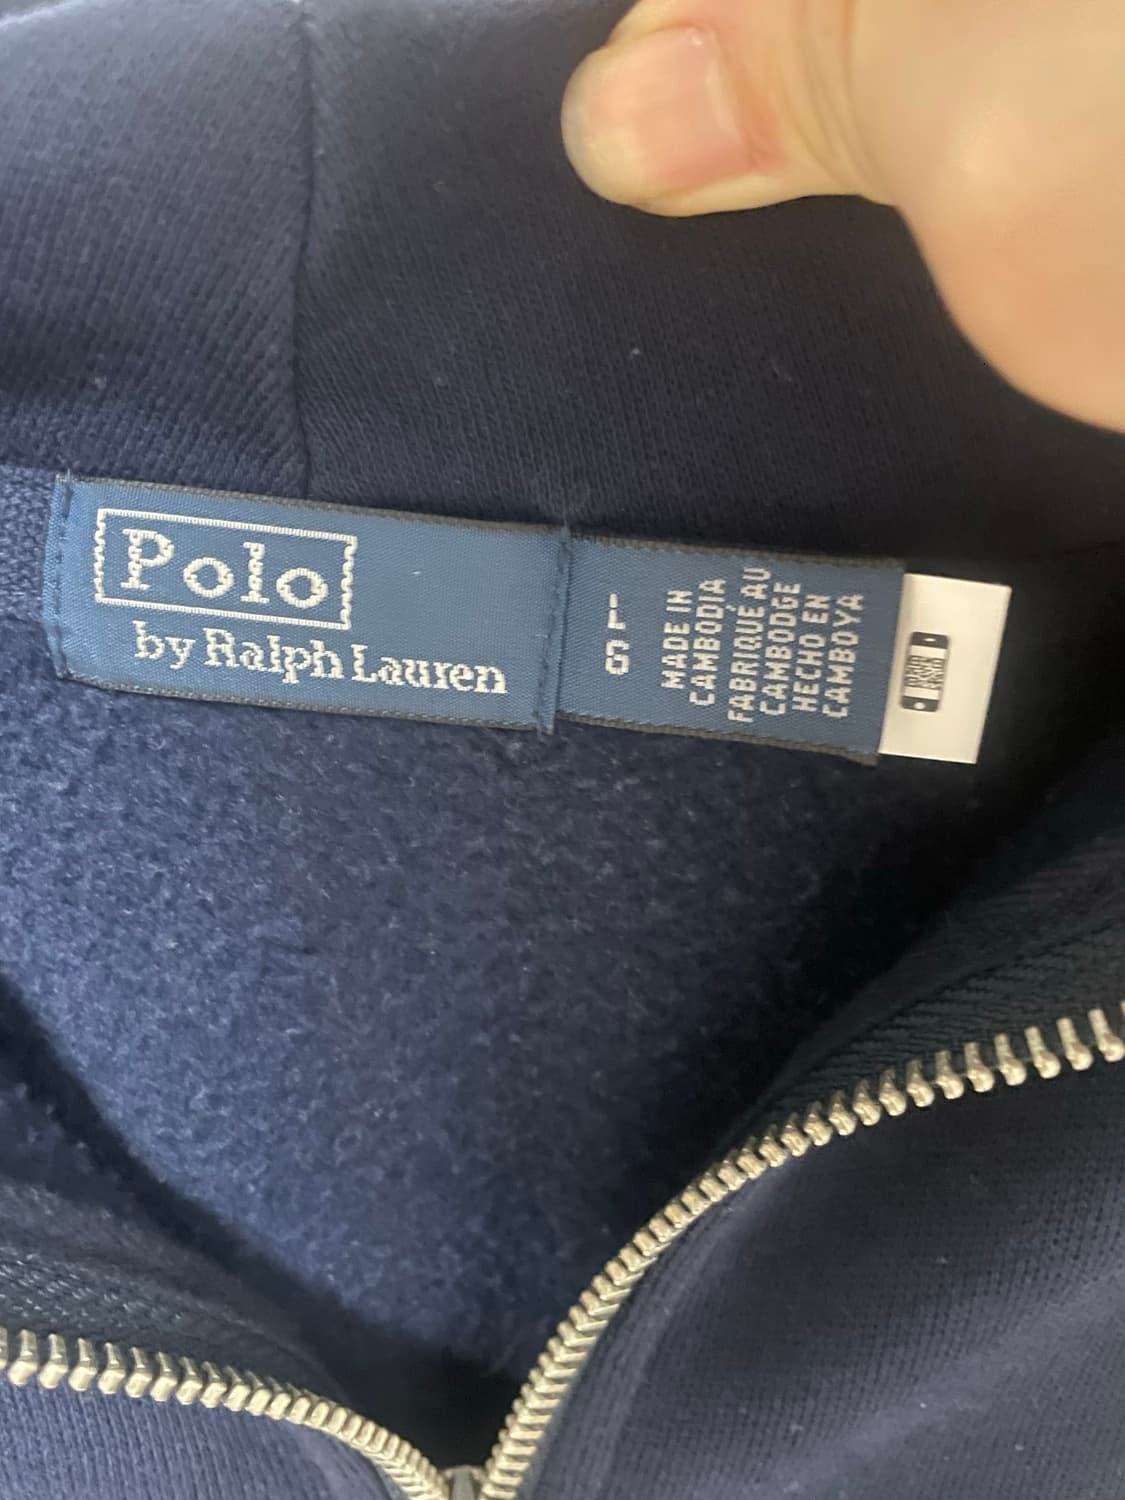 Polo
by Ralph Lauren
L
G
MADE IN
CAMBODIA
FABRIQUÉ AU
CAMBODGE
HECHO EN
CAMBOYA